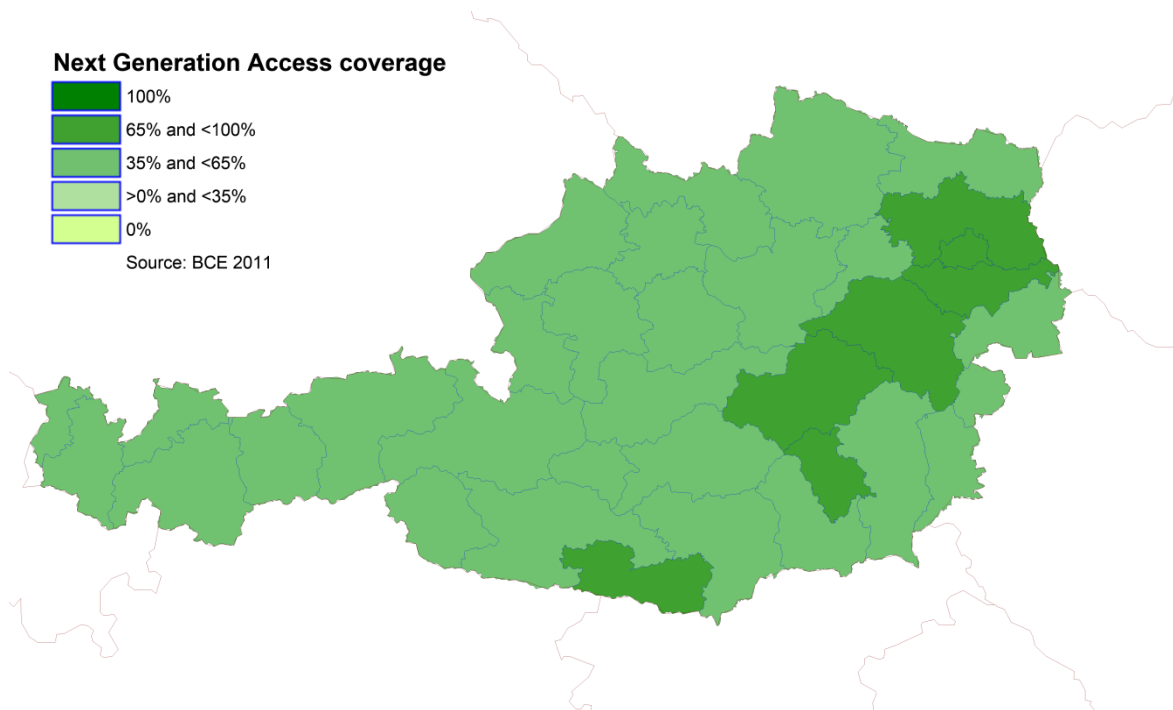 Next Generation Access coverage
100%
65% and <100%
35% and <65%
>0% and <35%
0%
Source: BCE 2011